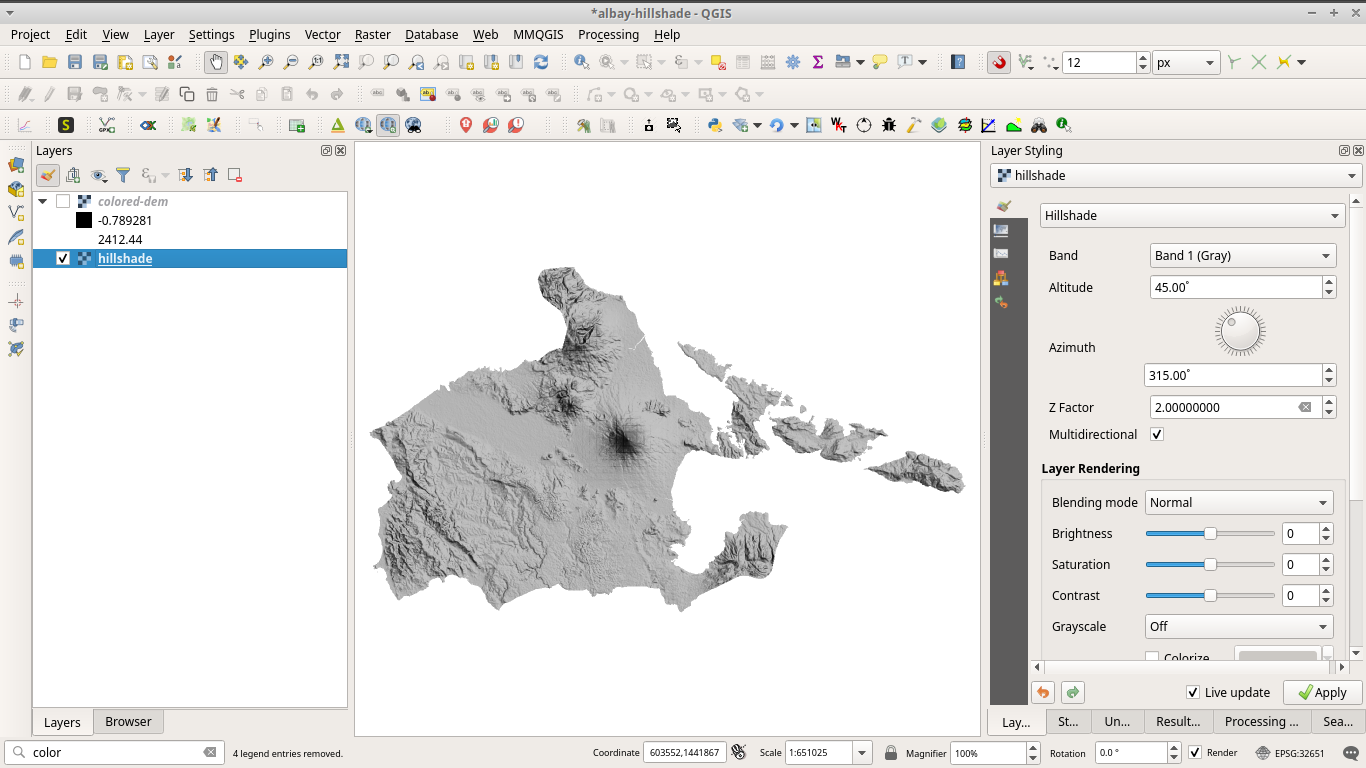 *albay-hillshade - QGIS
Project Edit View Layer Settings Plugins Vector Raster Database Web MMQGIS Processing Help
12 px
Layers
colored-dem
-0.789281
2412.44
hillshade
Layers Browser
Layer Styling
hillshade
Hillshade
Band Band 1 (Gray)
Altitude 45.00°
Azimuth
315.00°
Z Factor 2.00000000
Multidirectional
Layer Rendering
Blending mode Normal
Brightness 0
Saturation 0
Contrast 0
Grayscale Off
Colorize
Live update Apply
Lay... St... Un... Result... Processing ... Sea...
color 4 legend entries removed. Coordinate 603552,1441867 Scale 1:651025 Magnifier 100% Rotation 0.0 ° Render EPSG:32651